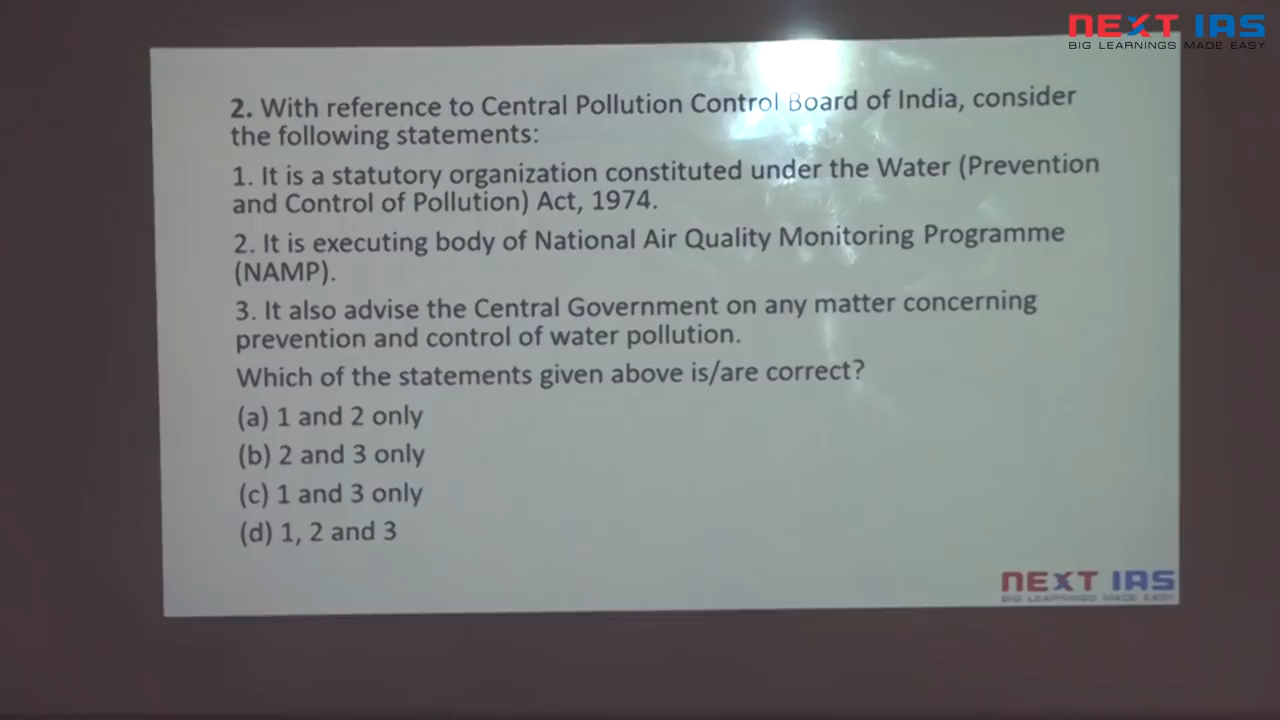 NEXT IAS
BIG LEARNINGS MADE EASY
2. With reference to Central Pollution Control Board of India, consider
the following statements:
1. It is a statutory organization constituted under the Water (Prevention
and Control of Pollution) Act, 1974.
2. It is executing body of National Air Quality Monitoring Programme
(NAMP).
3. It also advise the Central Government on any matter concerning
prevention and control of water pollution.
Which of the statements given above is/are correct?
(a) 1 and 2 only
(b) 2 and 3 only
(c) 1 and 3 only
(d) 1, 2 and 3
NEXT IAS
BIG LEARNINGS MADE EASY